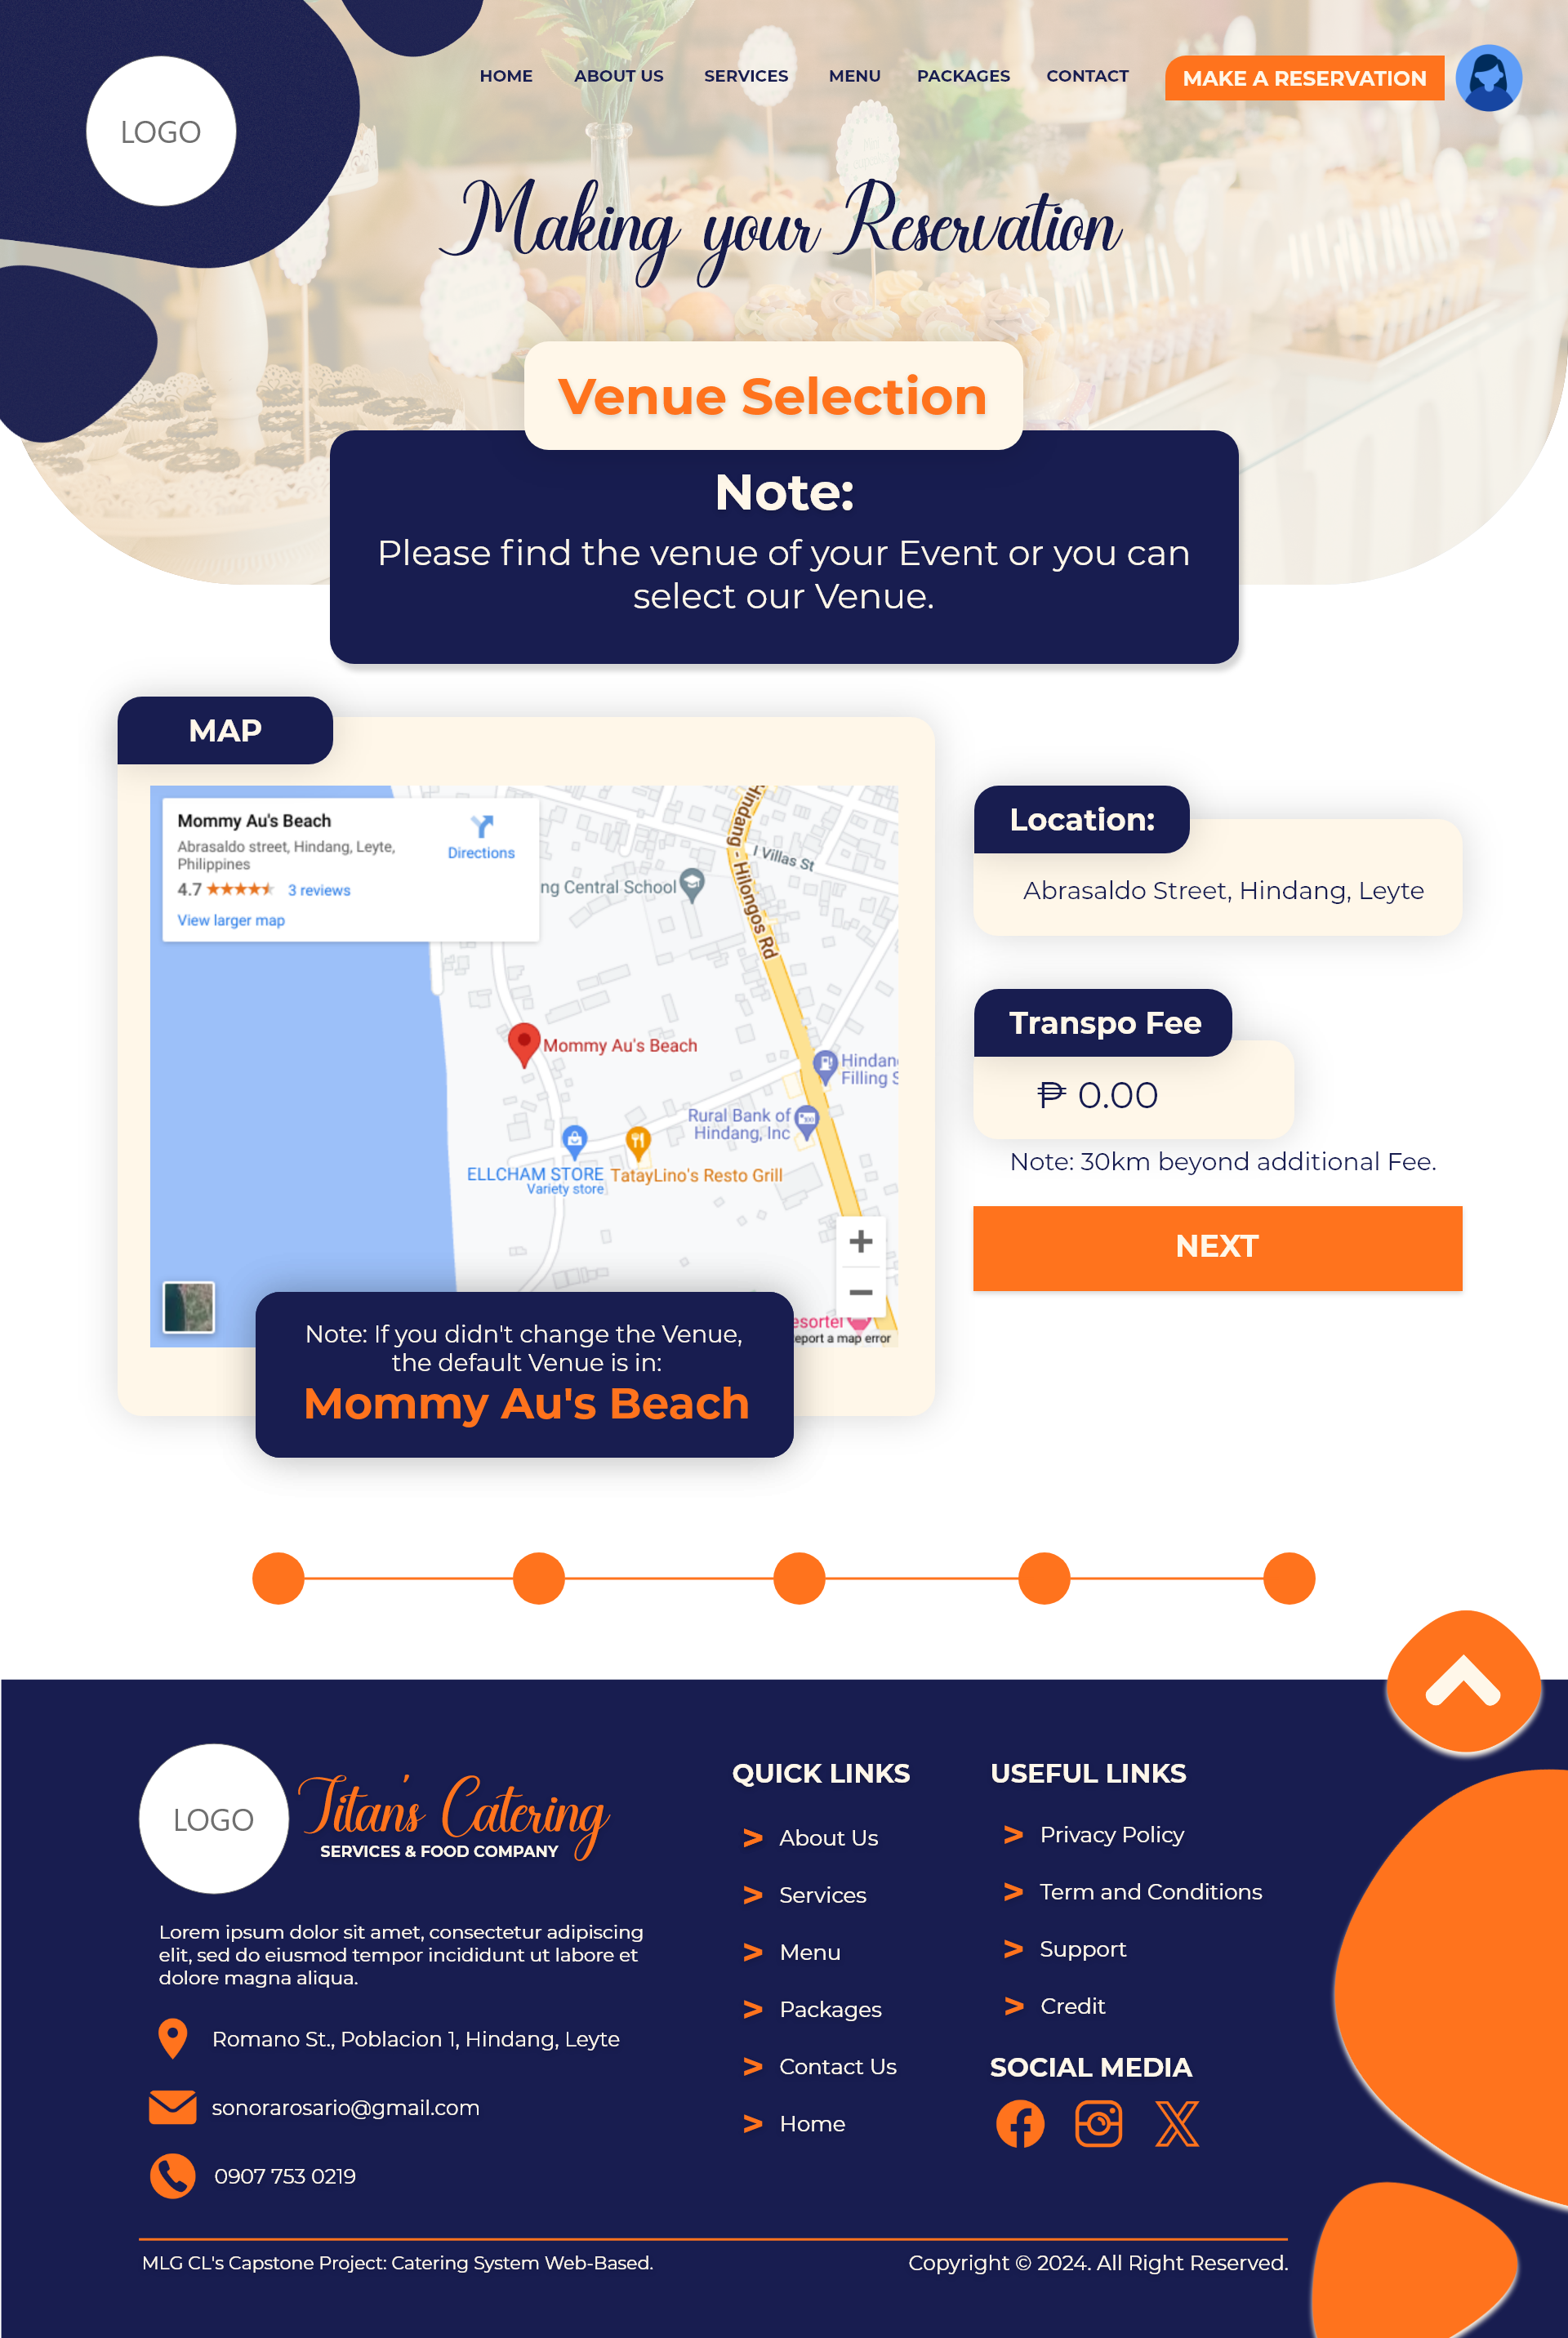 LOGO
HOME
ABOUT US
SERVICES
MENU
PACKAGES
CONTACT
MAKE A RESERVATION
Making your Reservation
Venue Selection
Note:
Please find the venue of your Event or you can
select our Venue.
MAP
Mommy Au's Beach
Abrasaldo street, Hindang, Leyte,
Philippines
4.7
3 reviews
View larger map
Directions
ng Central School
I Villas St
Hindang - Hilongos Rd
Mommy Au's Beach
Hindan
Filling S
Rural Bank of
Hindang, Inc
ELLCHAM STORE
Variety store
TatayLino's Resto Grill
esortel
eport a map error
Note: If you didn't change the Venue,
the default Venue is in:
Mommy Au's Beach
Location:
Abrasaldo Street, Hindang, Leyte
Transpo Fee
₱ 0.00
Note: 30km beyond additional Fee.
NEXT
LOGO
Titan's Catering
SERVICES & FOOD COMPANY
Lorem ipsum dolor sit amet, consectetur adipiscing
elit, sed do eiusmod tempor incididunt ut labore et
dolore magna aliqua.
Romano St., Poblacion 1, Hindang, Leyte
sonorarosario@gmail.com
0907 753 0219
QUICK LINKS
> About Us
> Services
> Menu
> Packages
> Contact Us
> Home
USEFUL LINKS
> Privacy Policy
> Term and Conditions
> Support
> Credit
SOCIAL MEDIA
MLG CL's Capstone Project: Catering System Web-Based.
Copyright © 2024. All Right Reserved.